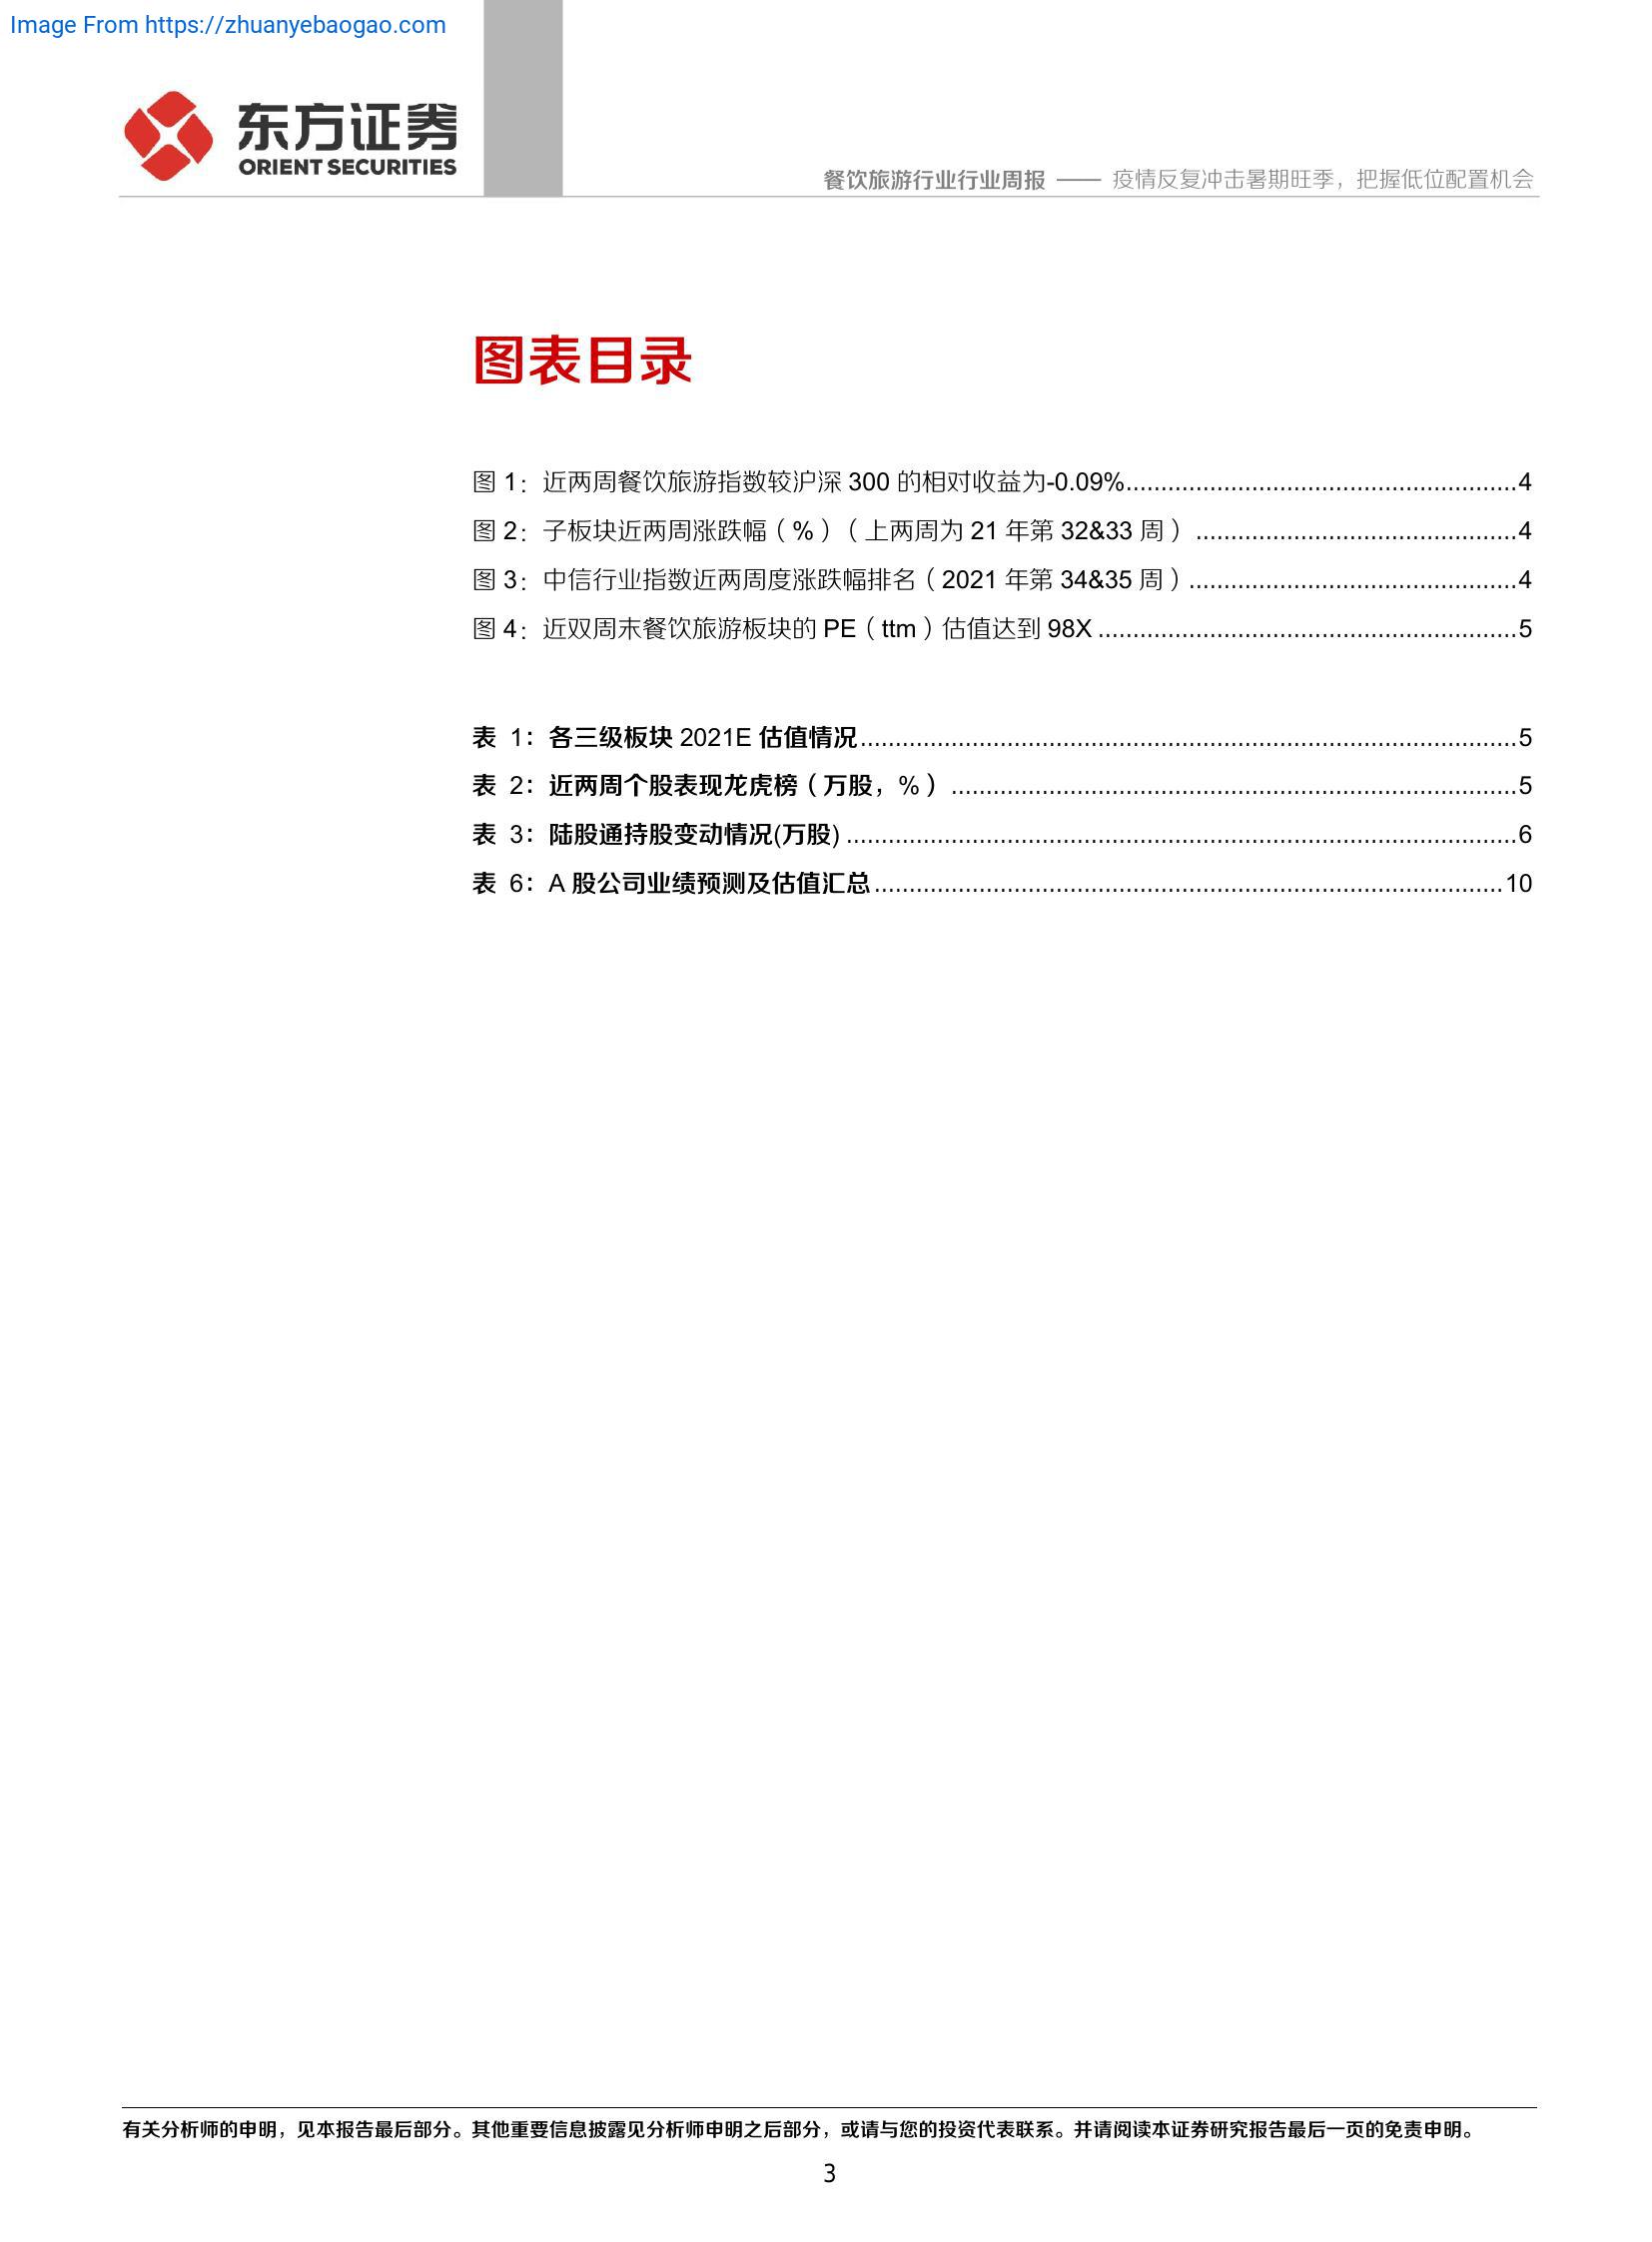 Image From https://zhuanyebaogao.com
东方证券
ORIENT SECURITIES
餐饮旅游行业行业周报 —— 疫情反复冲击暑期旺季，把握低位配置机会
图表目录
图 1：近两周餐饮旅游指数较沪深 300 的相对收益为-0.09%........................................................4
图 2：子板块近两周涨跌幅（%）（上两周为 21 年第 32&33 周）..............................................4
图 3：中信行业指数近两周度涨跌幅排名（2021 年第 34&35 周）...............................................4
图 4：近双周末餐饮旅游板块的 PE（ttm）估值达到 98X............................................................5
表 1：各三级板块 2021E 估值情况..............................................................................................5
表 2：近两周个股表现龙虎榜（万股，%）.................................................................................5
表 3：陆股通持股变动情况(万股)................................................................................................6
表 6：A 股公司业绩预测及估值汇总..........................................................................................10
有关分析师的申明，见本报告最后部分。其他重要信息披露见分析师申明之后部分，或请与您的投资代表联系。并请阅读本证券研究报告最后一页的免责申明。
3